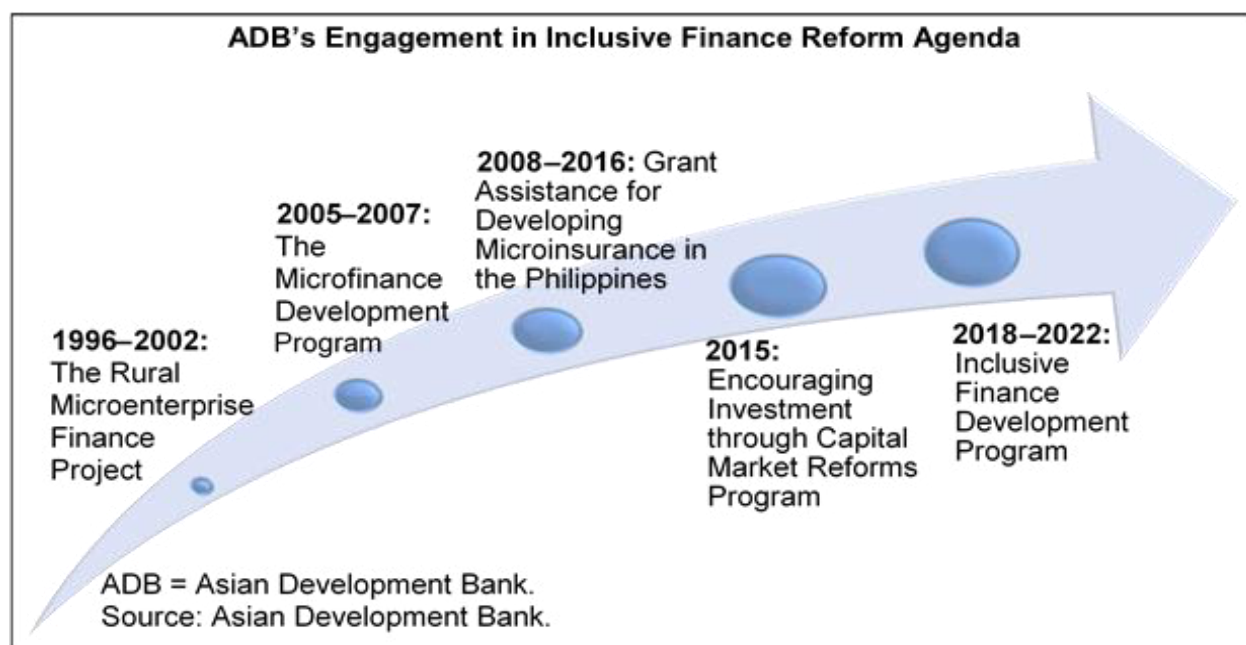 ADB's Engagement in Inclusive Finance Reform Agenda
1996–2002:
The Rural
Microenterprise
Finance
Project
2005–2007:
The
Microfinance
Development
Program
2008–2016: Grant
Assistance for
Developing
Microinsurance in
the Philippines
2015:
Encouraging
Investment
through Capital
Market Reforms
Program
2018–2022:
Inclusive
Finance
Development
Program
ADB = Asian Development Bank.
Source: Asian Development Bank.